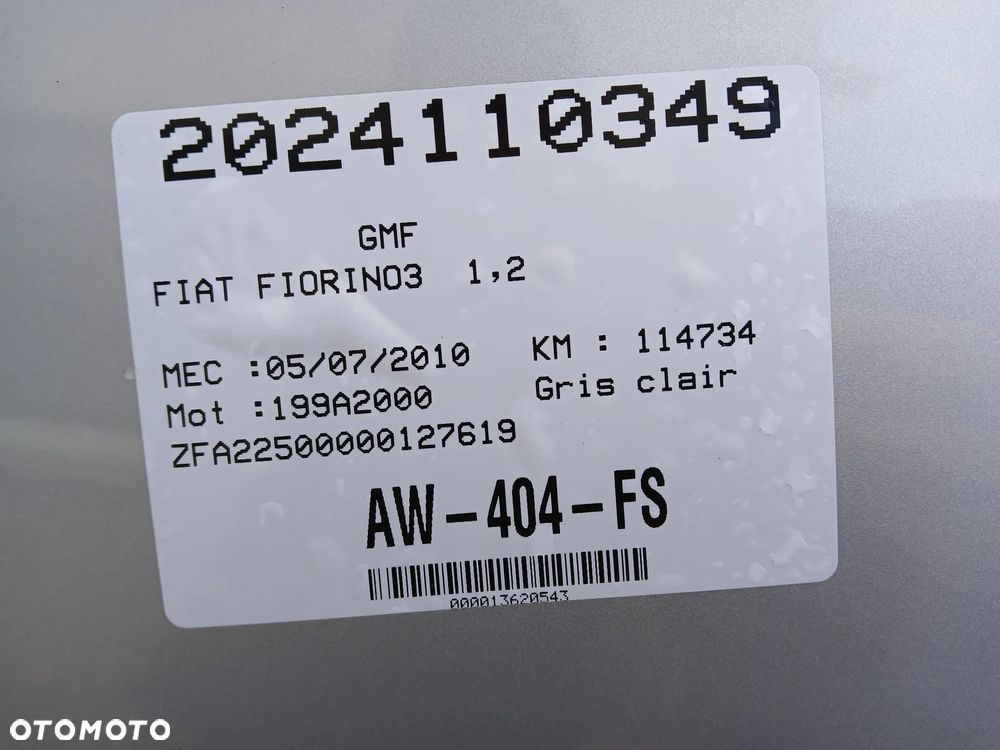 2024110349
GMF
FIAT FIORINO3 1,2
MEC :05/07/2010 KM : 114734
Mot :199A2000 Gris clair
ZFA22500000127619
AW-404-FS
000013620543
OTOMOTO